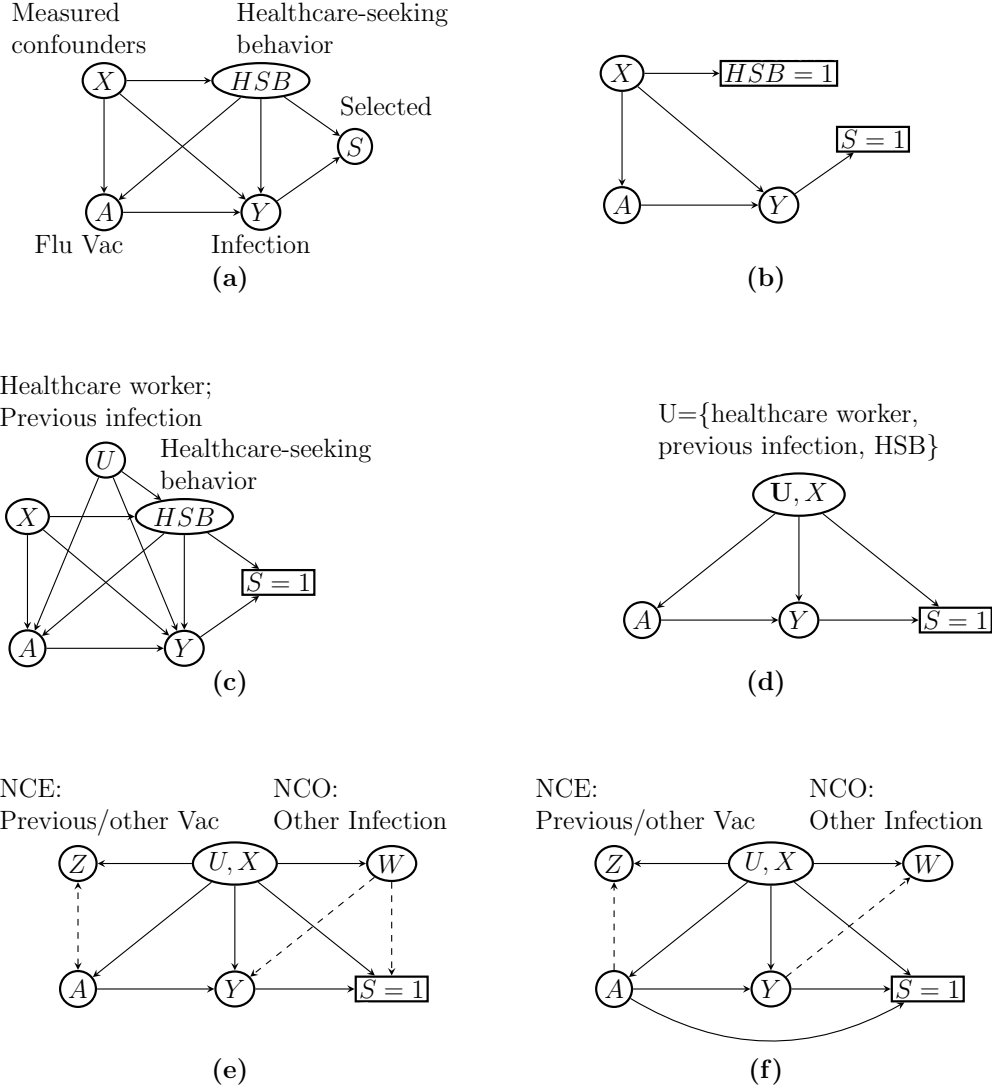 Measured
confounders
Healthcare-seeking
behavior
X
HSB
Selected
S
A
Y
Flu Vac
Infection
(a)
X
HSB = 1
S = 1
A
Y
(b)
Healthcare worker;
Previous infection
U
Healthcare-seeking
behavior
X
HSB
S = 1
A
Y
(c)
U={healthcare worker,
previous infection, HSB}
U, X
A
Y
S = 1
(d)
NCE:
Previous/other Vac
NCO:
Other Infection
Z
U, X
W
A
Y
S = 1
(e)
NCE:
Previous/other Vac
NCO:
Other Infection
Z
U, X
W
A
Y
S = 1
(f)